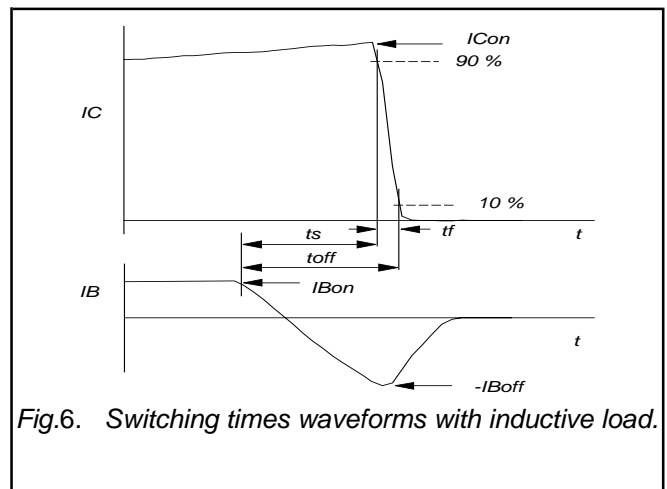 ICon
90 %
IC
10 %
ts
tf
t
toff
IB
IBon
t
-IBoff
Fig.6. Switching times waveforms with inductive load.